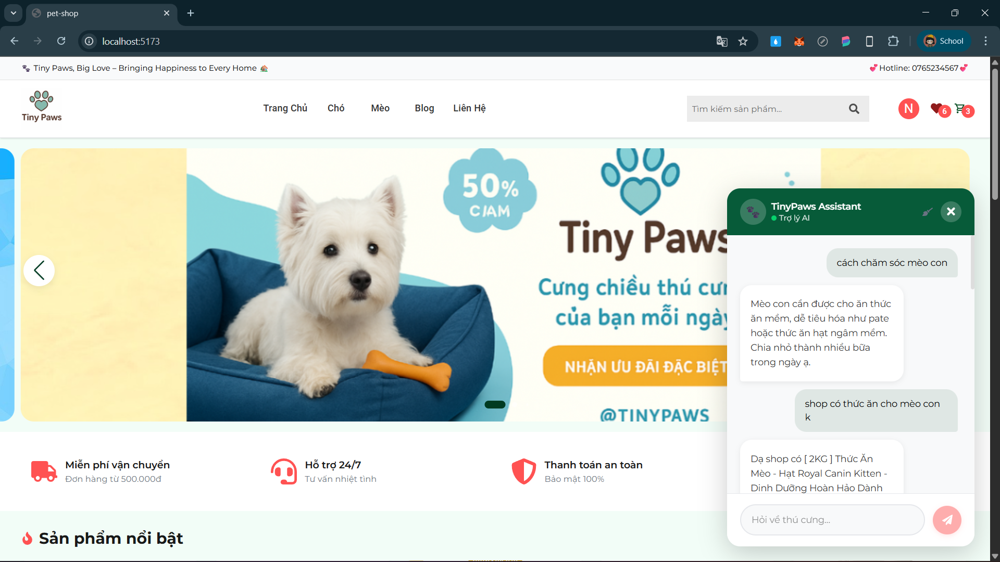 pet-shop
localhost:5173
School
Tiny Paws, Big Love – Bringing Happiness to Every Home
Hotline: 0765234567
Tiny Paws
Trang Chủ
Chó
Mèo
Blog
Liên Hệ
Tìm kiếm sản phẩm...
N
6
3
50%
GIAM
Tiny Paws
Cưng chiều thú cưn
của bạn mỗi ngày
NHẬN ƯU ĐÃI ĐẶC BIỆT
@TINYPAWS
TinyPaws Assistant
Trợ lý AI
cách chăm sóc mèo con
Mèo con cần được cho ăn thức
ăn mềm, dễ tiêu hóa như pate
hoặc thức ăn hạt ngâm mềm.
Chia nhỏ thành nhiều bữa
trong ngày ạ.
shop có thức ăn cho mèo con
k
Dạ shop có [ 2KG ] Thức Ăn
Mèo - Hạt Royal Canin Kitten -
Dinh Dưỡng Hoàn Hảo Dành
Hỏi về thú cưng...
Miễn phí vận chuyển
Đơn hàng từ 500.000đ
Hỗ trợ 24/7
Tư vấn nhiệt tình
Thanh toán an toàn
Bảo mật 100%
Sản phẩm nổi bật